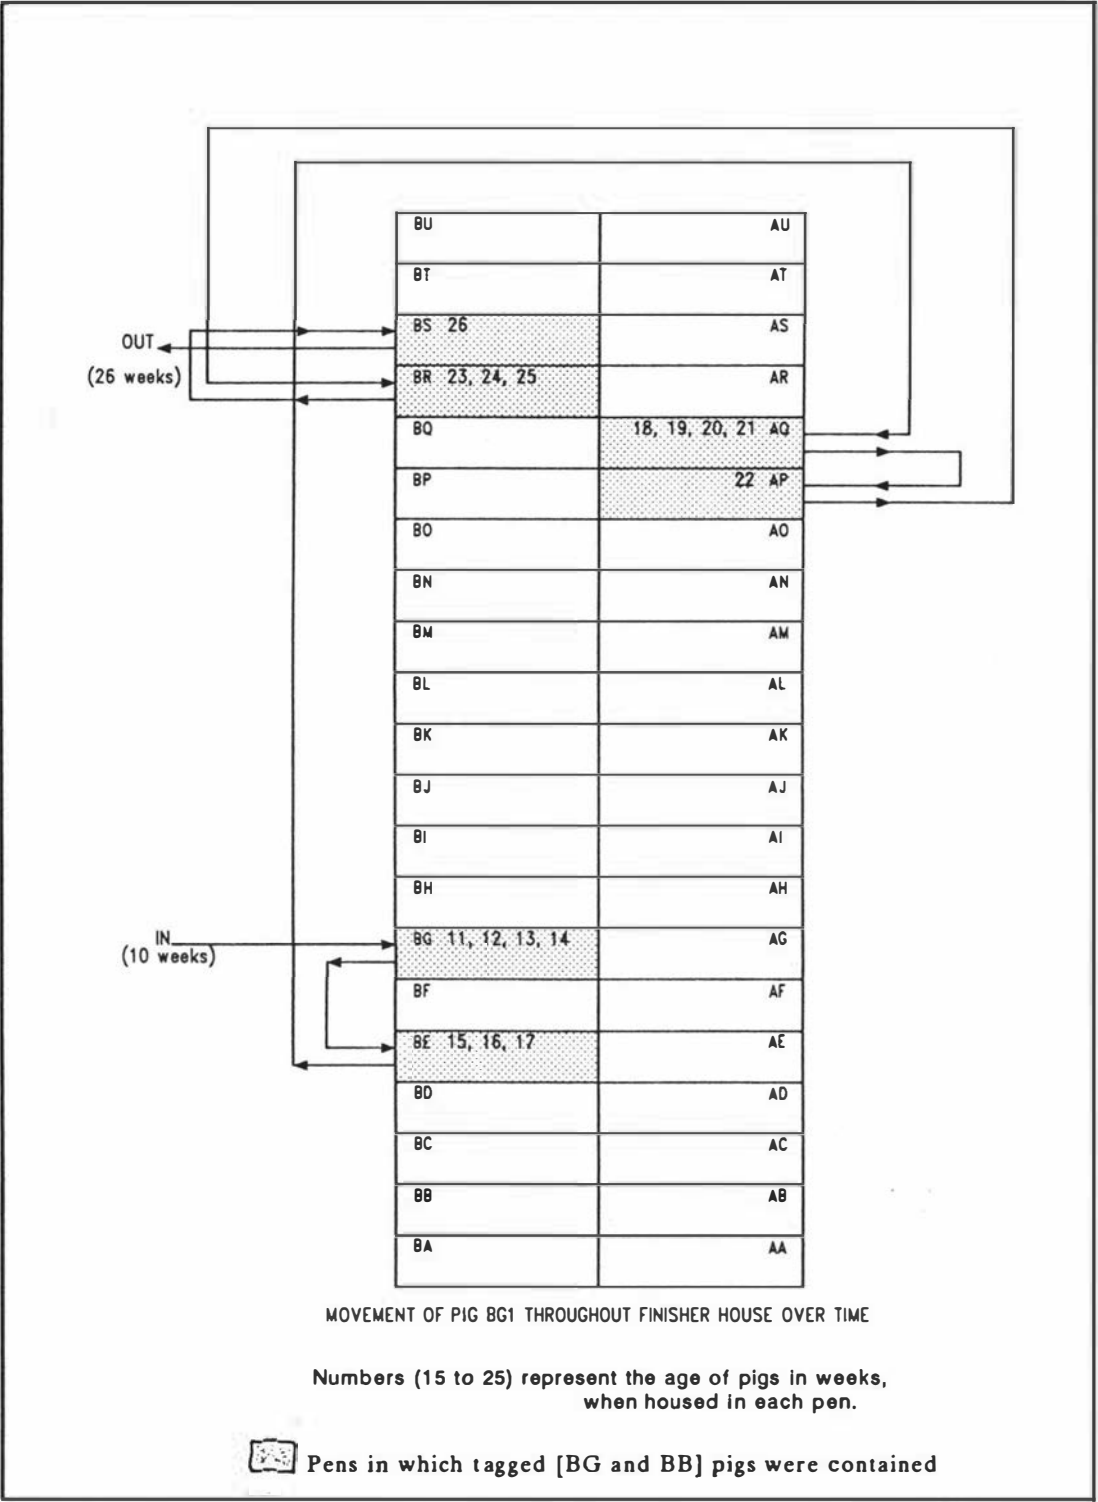 BU AU
BT AT
BS 26 AS
OUT
(26 weeks)
BR 23, 24, 25 AR
BQ 18, 19, 20, 21 AQ
BP 22 AP
BO AO
BN AN
BM AM
BL AL
BK AK
BJ AJ
BI AI
BH AH
IN
(10 weeks)
BG 11, 12, 13, 14 AG
BF AF
BE 15, 16, 17 AE
BD AD
BC AC
BB AB
BA AA
MOVEMENT OF PIG BG1 THROUGHOUT FINISHER HOUSE OVER TIME
Numbers (15 to 25) represent the age of pigs in weeks,
when housed in each pen.
Pens in which tagged [BG and BB] pigs were contained